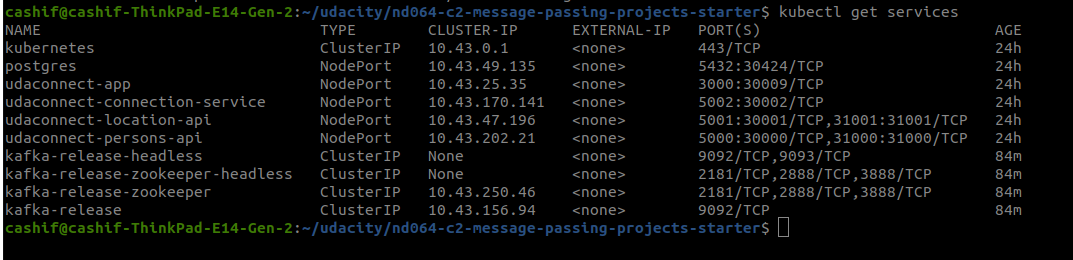 cashif@cashif-ThinkPad-E14-Gen-2:~/udacity/nd064-c2-message-passing-projects-starter$ kubectl get services
NAME TYPE CLUSTER-IP EXTERNAL-IP PORT(S) AGE
kubernetes ClusterIP 10.43.0.1 <none> 443/TCP 24h
postgres NodePort 10.43.49.135 <none> 5432:30424/TCP 24h
udaconnect-app NodePort 10.43.25.35 <none> 3000:30009/TCP 24h
udaconnect-connection-service NodePort 10.43.170.141 <none> 5002:30002/TCP 24h
udaconnect-location-api NodePort 10.43.47.196 <none> 5001:30001/TCP,31001:31001/TCP 24h
udaconnect-persons-api NodePort 10.43.202.21 <none> 5000:30000/TCP,31000:31000/TCP 24h
kafka-release-headless ClusterIP None <none> 9092/TCP,9093/TCP 84m
kafka-release-zookeeper-headless ClusterIP None <none> 2181/TCP,2888/TCP,3888/TCP 84m
kafka-release-zookeeper ClusterIP 10.43.250.46 <none> 2181/TCP,2888/TCP,3888/TCP 84m
kafka-release ClusterIP 10.43.156.94 <none> 9092/TCP 84m
cashif@cashif-ThinkPad-E14-Gen-2:~/udacity/nd064-c2-message-passing-projects-starter$